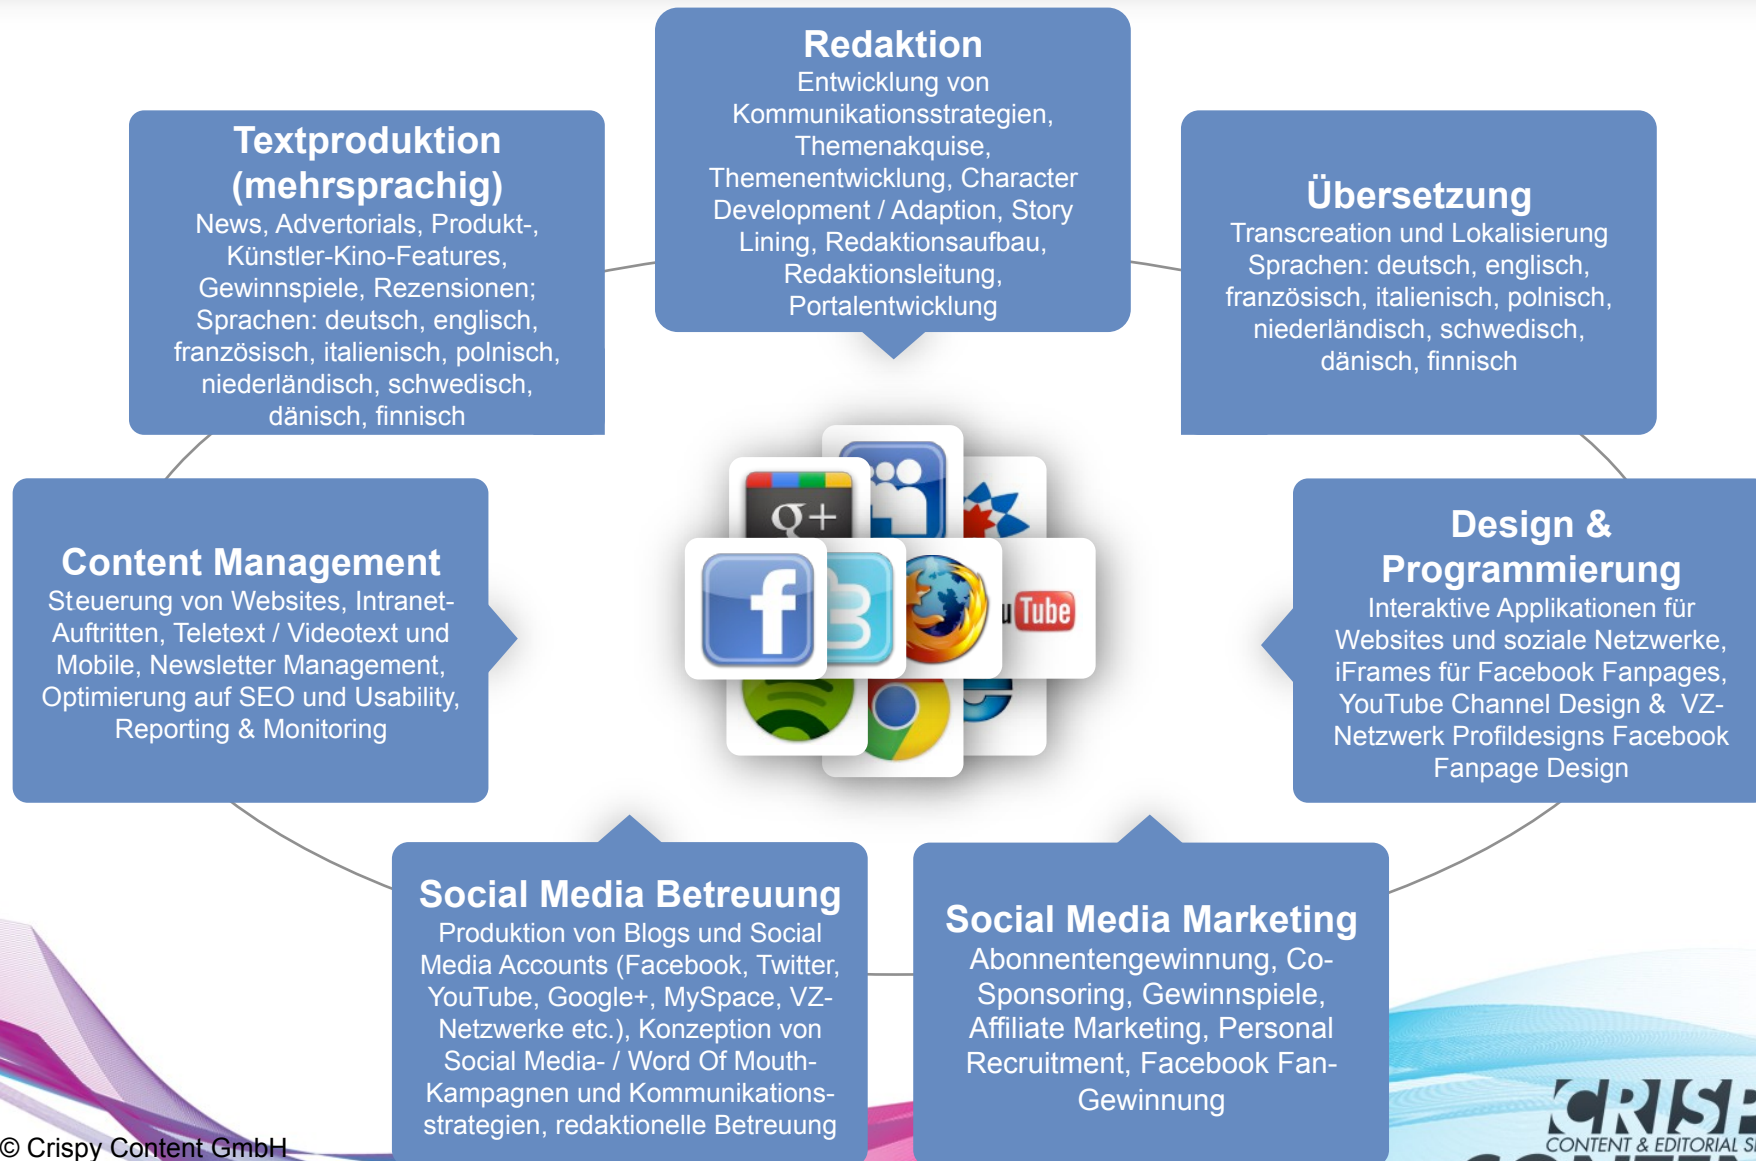 Redaktion
Entwicklung von
Kommunikationsstrategien,
Themenakquise,
Themenentwicklung, Character
Development / Adaption, Story
Lining, Redaktionsaufbau,
Redaktionsleitung,
Portalentwicklung
Textproduktion
(mehrsprachig)
News, Advertorials, Produkt-,
Künstler-Kino-Features,
Gewinnspiele, Rezensionen;
Sprachen: deutsch, englisch,
französisch, italienisch, polnisch,
niederländisch, schwedisch,
dänisch, finnisch
Übersetzung
Transcreation und Lokalisierung
Sprachen: deutsch, englisch,
französisch, italienisch, polnisch,
niederländisch, schwedisch,
dänisch, finnisch
Content Management
Steuerung von Websites, Intranet-
Auftritten, Teletext / Videotext und
Mobile, Newsletter Management,
Optimierung auf SEO und Usability,
Reporting & Monitoring
g+
f
u Tube
Design &
Programmierung
Interaktive Applikationen für
Websites und soziale Netzwerke,
iFrames für Facebook Fanpages,
YouTube Channel Design & VZ-
Netzwerk Profildesigns Facebook
Fanpage Design
Social Media Betreuung
Produktion von Blogs und Social
Media Accounts (Facebook, Twitter,
YouTube, Google+, MySpace, VZ-
Netzwerke etc.), Konzeption von
Social Media- / Word Of Mouth-
Kampagnen und Kommunikations-
strategien, redaktionelle Betreuung
Social Media Marketing
Abonnentengewinnung, Co-
Sponsoring, Gewinnspiele,
Affiliate Marketing, Personal
Recruitment, Facebook Fan-
Gewinnung
© Crispy Content GmbH
CRISP
CONTENT & EDITORIAL SE